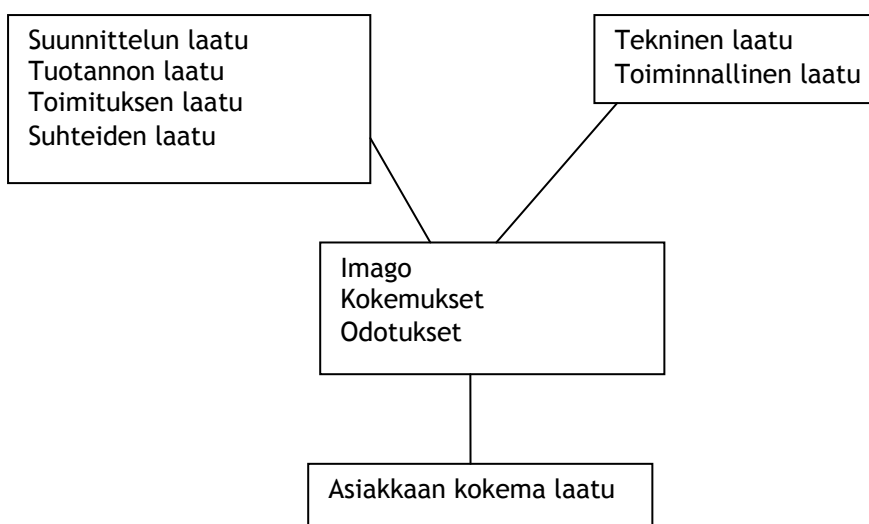 Suunnittelun laatu
Tuotannon laatu
Toimituksen laatu
Suhteiden laatu
Tekninen laatu
Toiminnallinen laatu
Imago
Kokemukset
Odotukset
Asiakkaan kokema laatu